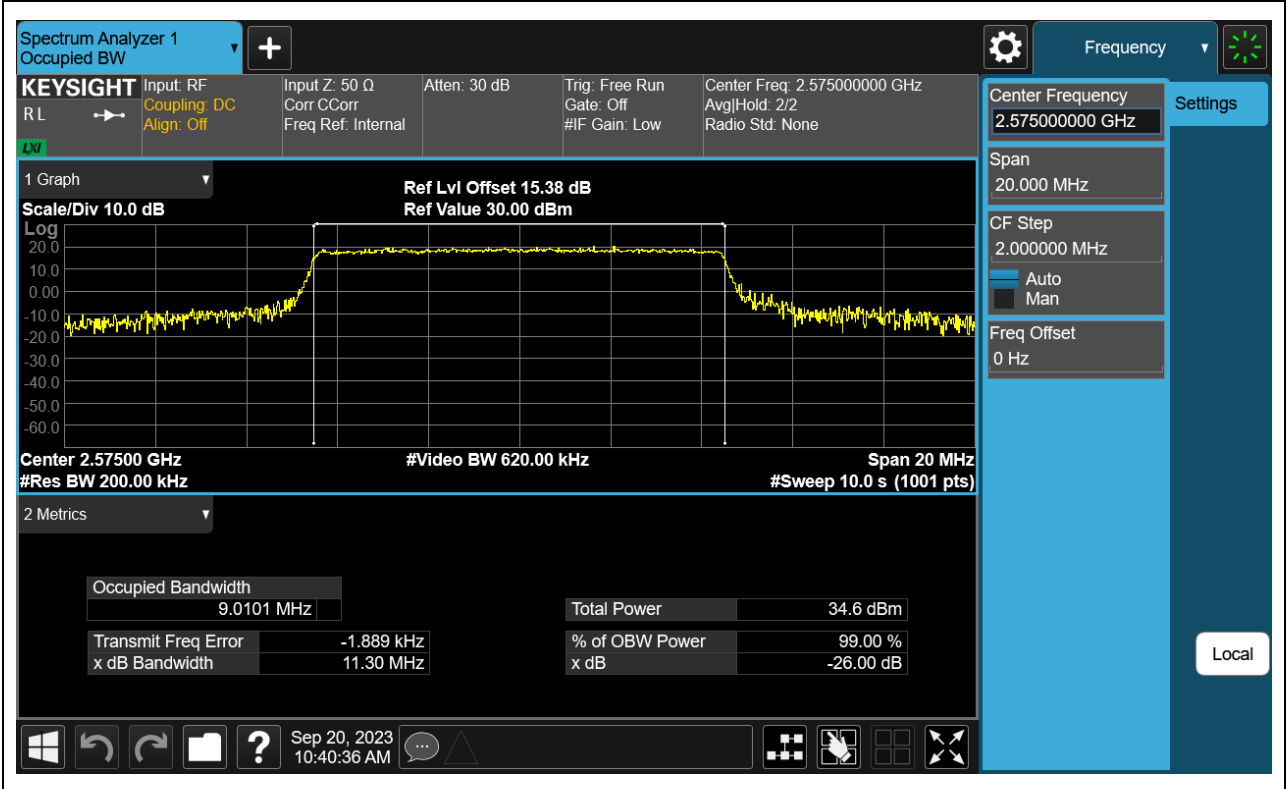 Spectrum Analyzer 1
Occupied BW
Frequency
KEYSIGHT
R L
LXI
Input: RF
Coupling: DC
Align: Off
Input Z: 50 Ω
Corr CCorr
Freq Ref: Internal
Atten: 30 dB
Trig: Free Run
Gate: Off
#IF Gain: Low
Center Freq: 2.575000000 GHz
Avg|Hold: 2/2
Radio Std: None
Center Frequency
2.575000000 GHz
Settings
Span
20.000 MHz
CF Step
2.000000 MHz
Auto
Man
Freq Offset
0 Hz
1 Graph
Scale/Div 10.0 dB
Ref Lvl Offset 15.38 dB
Ref Value 30.00 dBm
Log
20.0
10.0
0.00
-10.0
-20.0
-30.0
-40.0
-50.0
-60.0
Center 2.57500 GHz
#Video BW 620.00 kHz
Span 20 MHz
#Res BW 200.00 kHz
#Sweep 10.0 s (1001 pts)
2 Metrics
Occupied Bandwidth
9.0101 MHz
Total Power 34.6 dBm
Transmit Freq Error -1.889 kHz
% of OBW Power 99.00 %
x dB Bandwidth 11.30 MHz
x dB -26.00 dB
Local
?
Sep 20, 2023
10:40:36 AM